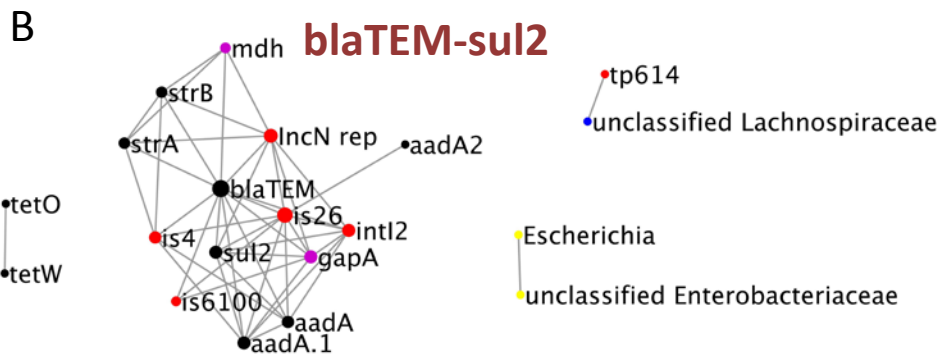 B
blaTEM-sul2
mdh
tp614
strB
unclassified Lachnospiraceae
IncN rep
strA
aadA2
blaTEM
tetO
is26
intI2
Escherichia
is4
sul2
gapA
tetW
unclassified Enterobacteriaceae
is6100
aadA
aadA.1